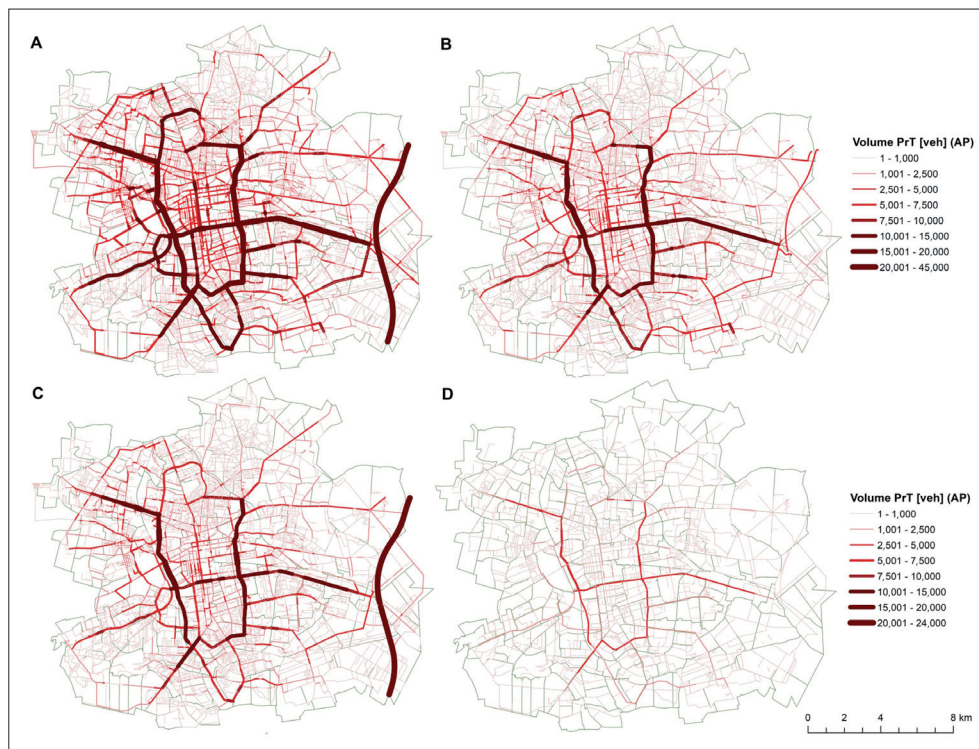 A
B
Volume PrT [veh] (AP)
1 - 1,000
1,001 - 2,500
2,501 - 5,000
5,001 - 7,500
7,501 - 10,000
10,001 - 15,000
15,001 - 20,000
20,001 - 45,000
C
D
Volume PrT [veh] (AP)
1 - 1,000
1,001 - 2,500
2,501 - 5,000
5,001 - 7,500
7,501 - 10,000
10,001 - 15,000
15,001 - 20,000
20,001 - 24,000
0 2 4 8 km